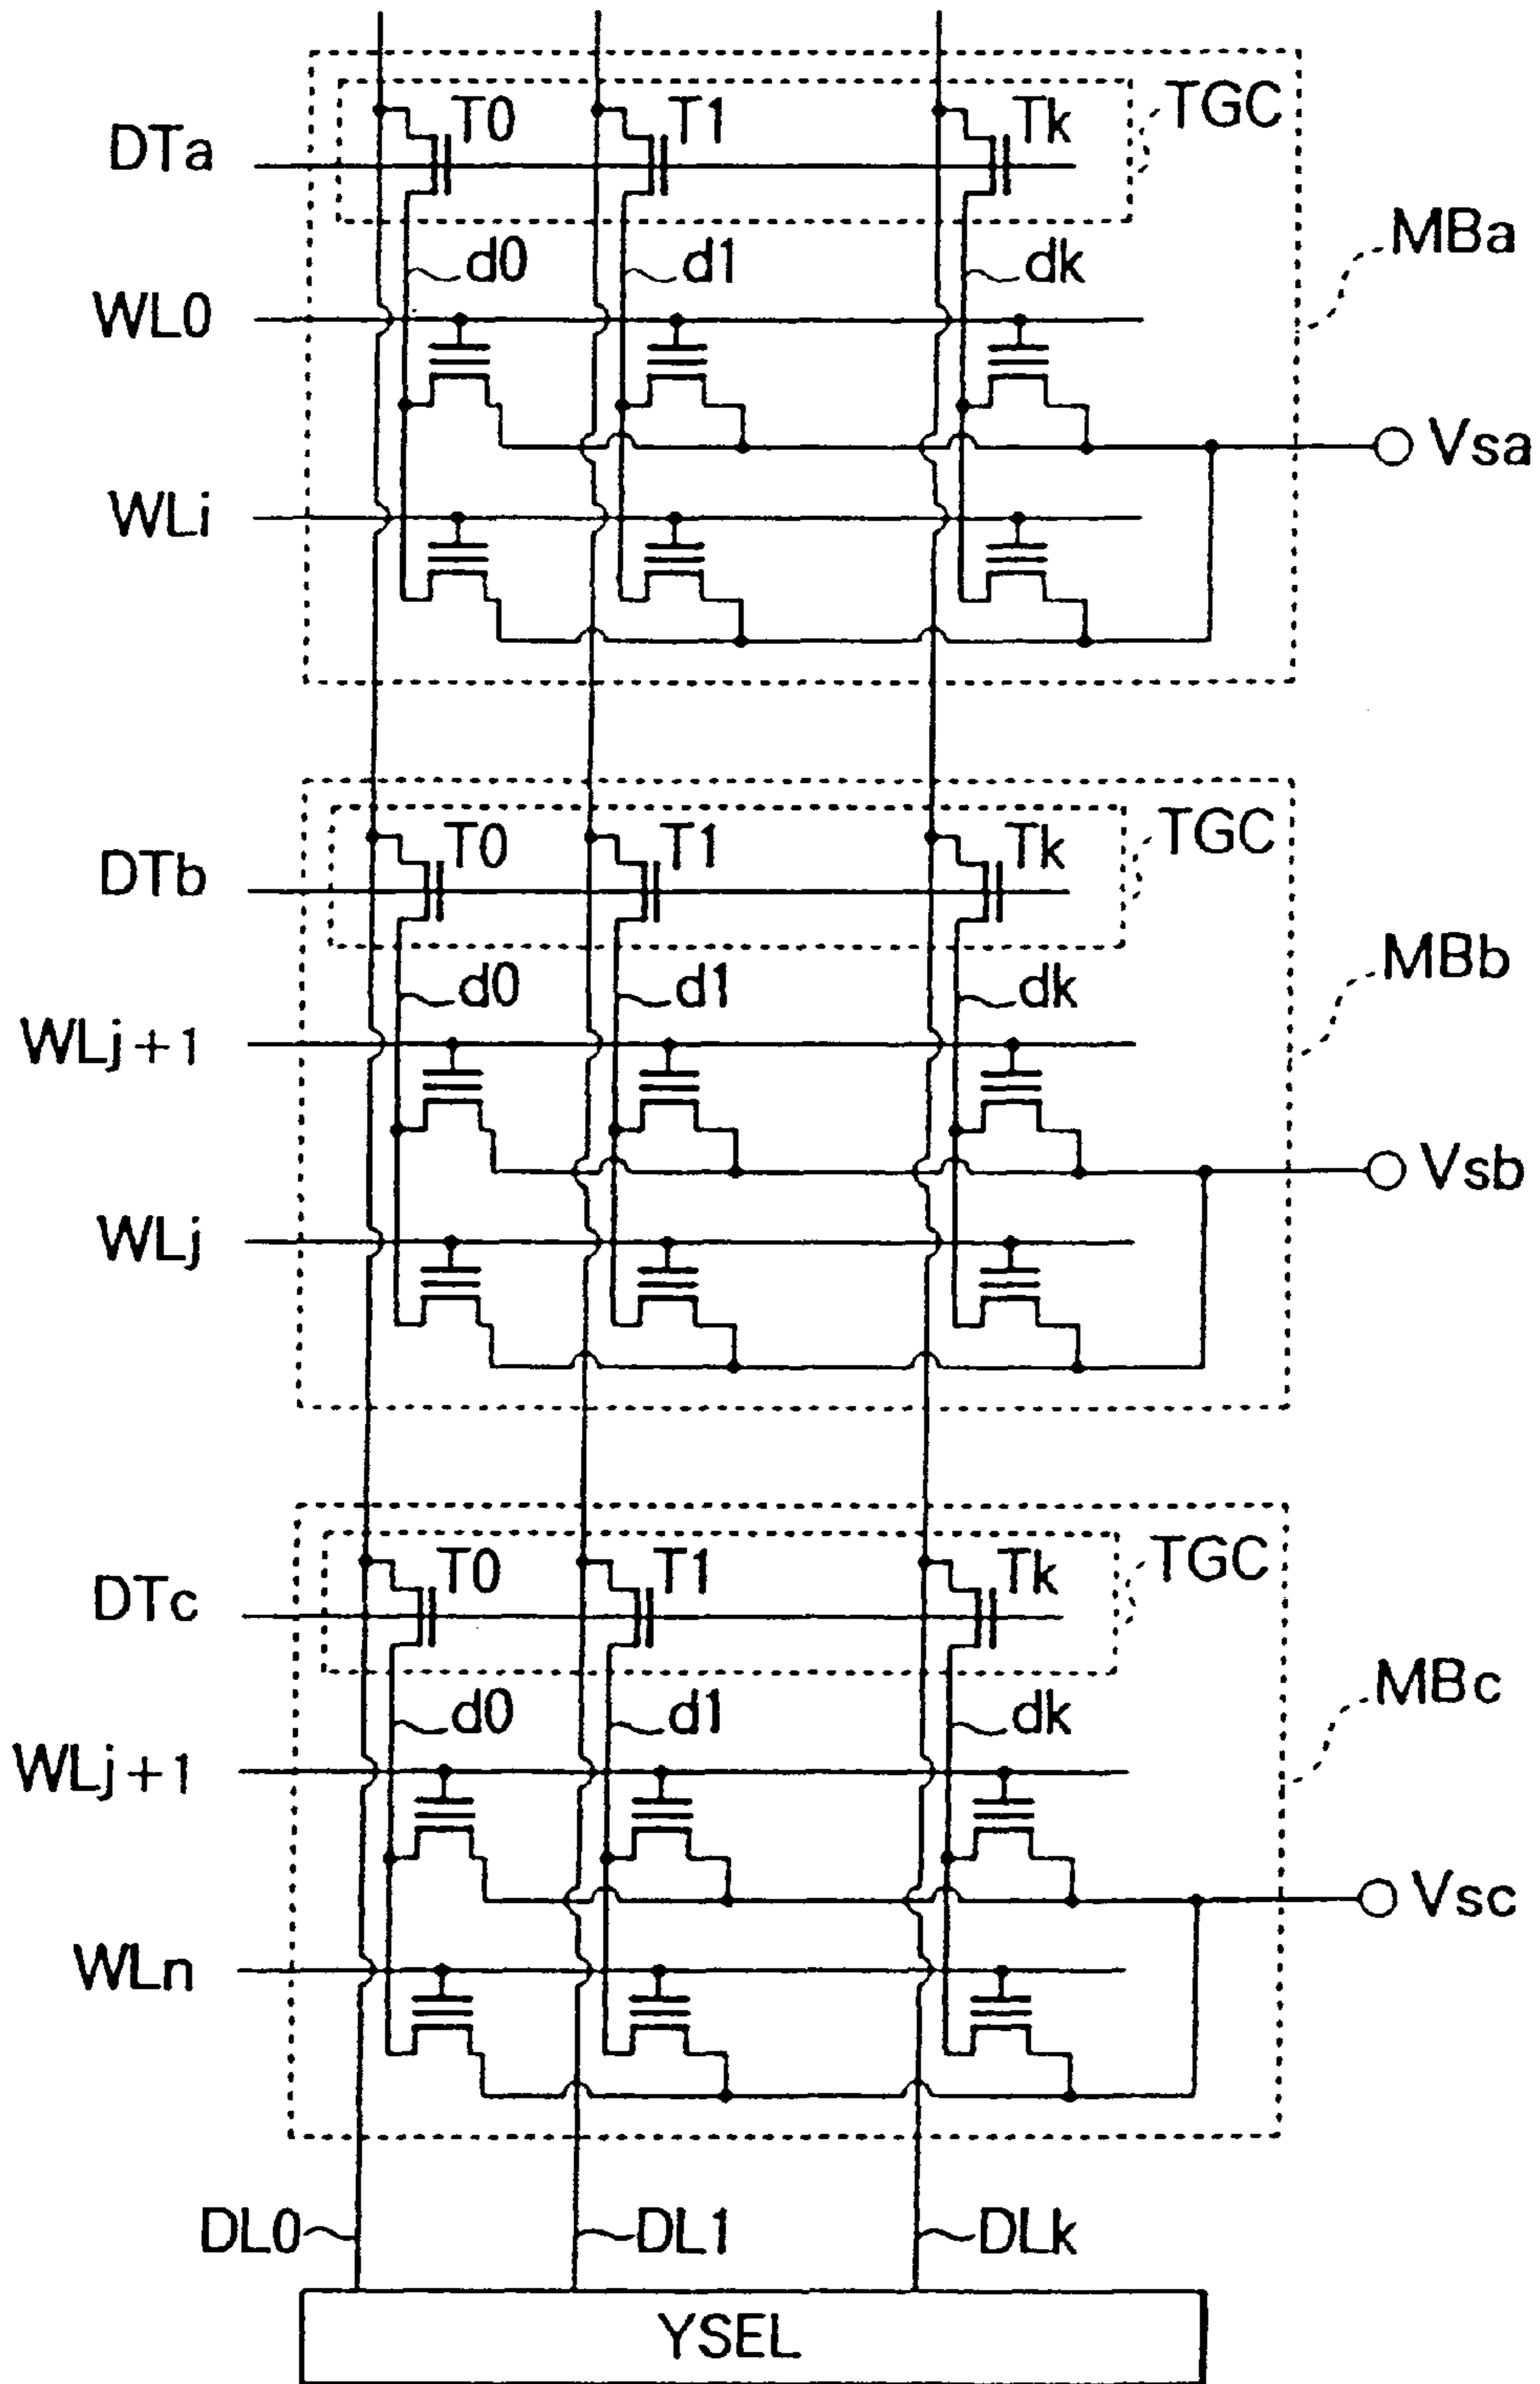 T0 T1 Tk TGC
DTa
MBa
d0 d1 dk
WL0
Vsa
WLi
T0 T1 Tk TGC
DTb
MBb
d0 d1 dk
WLj+1
Vsb
WLj
T0 T1 Tk TGC
DTc
MBc
d0 d1 dk
WLj+1
Vsc
WLn
DL0 DL1 DLk
YSEL